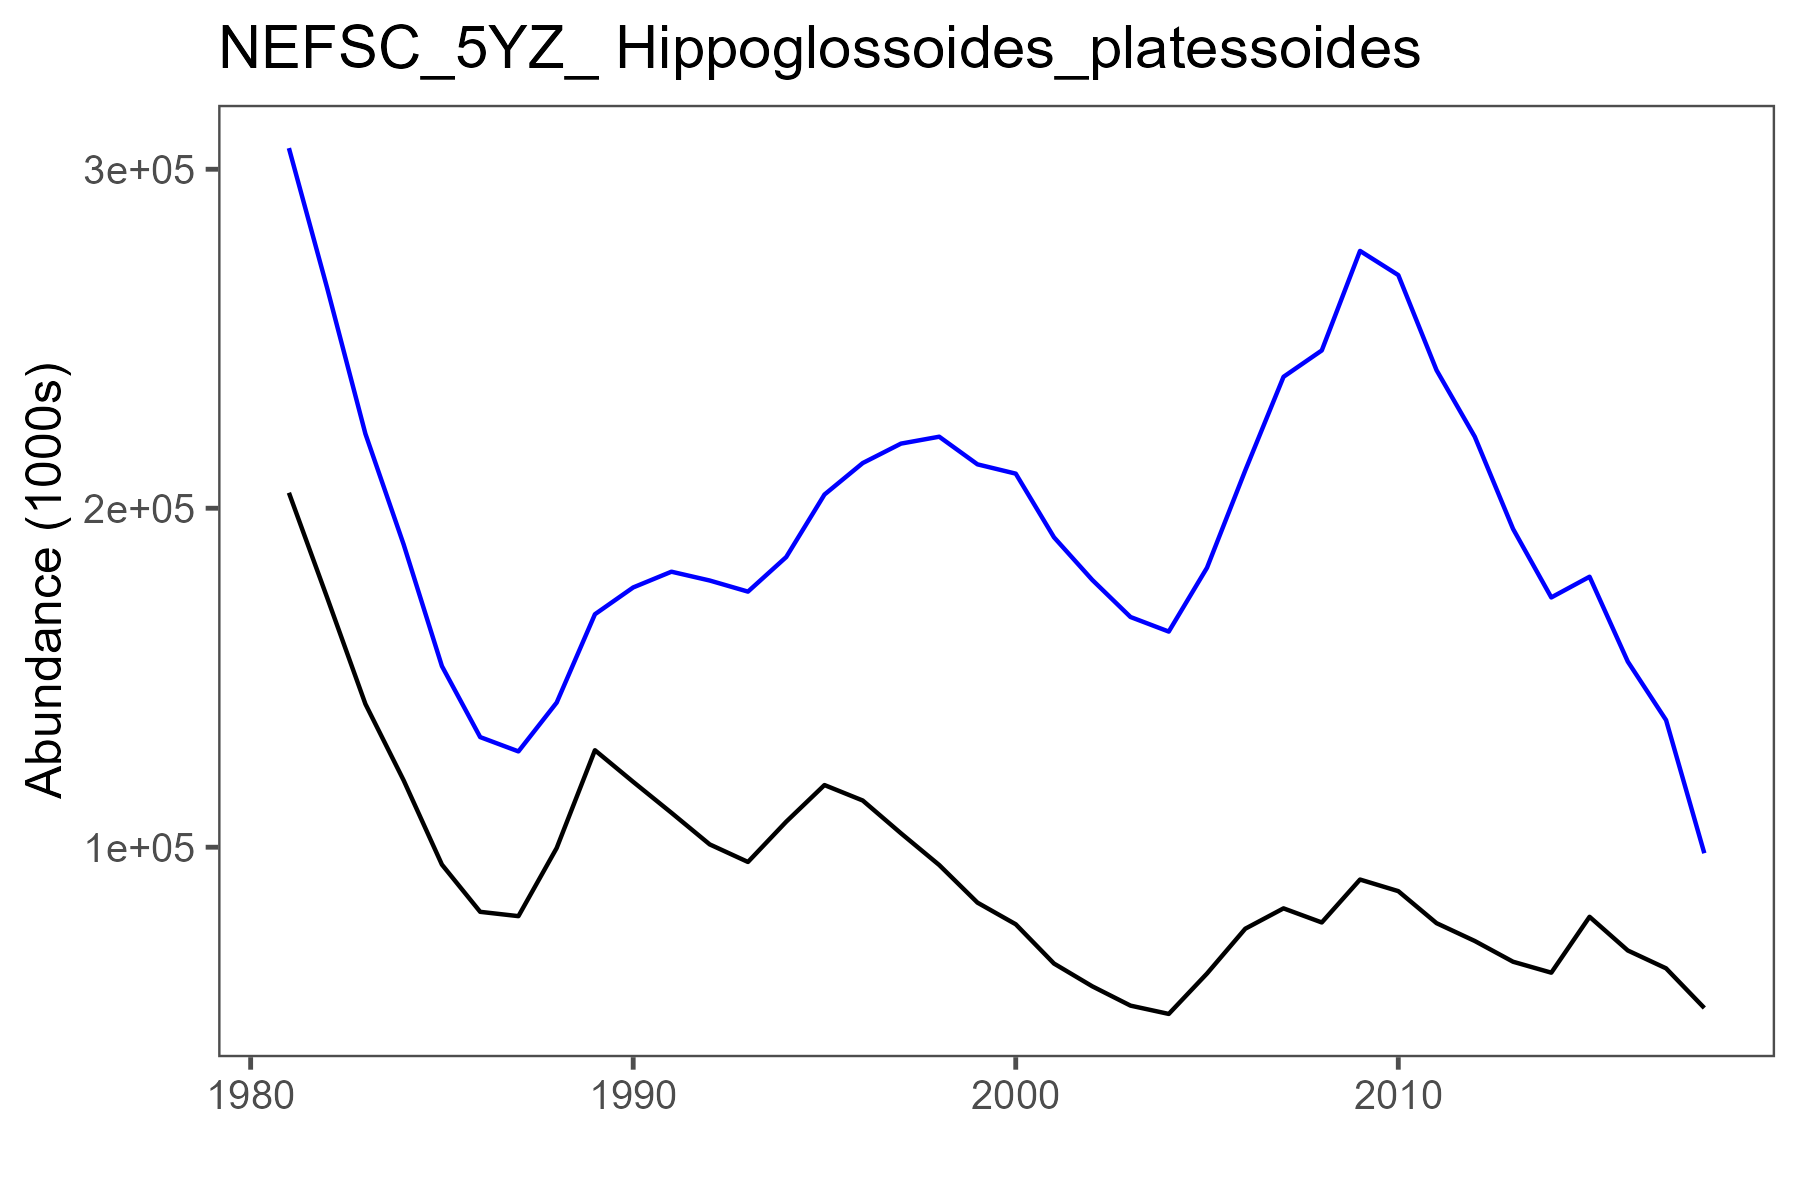 NEFSC_5YZ_ Hippoglossoides_platessoides
Abundance (1000s)
3e+05
2e+05
1e+05
1980
1990
2000
2010